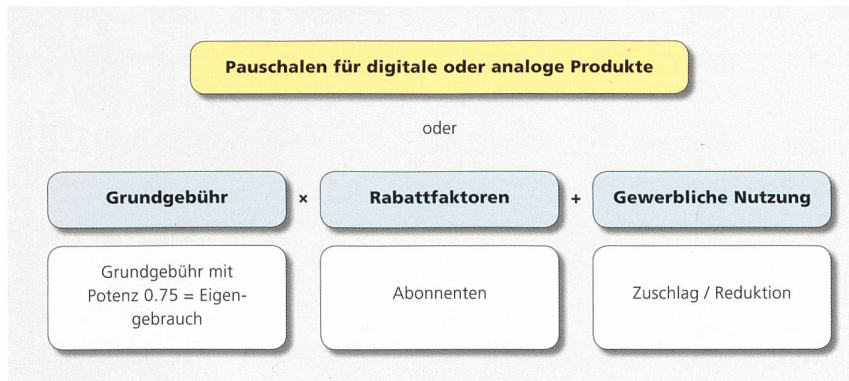 Pauschalen für digitale oder analoge Produkte
oder
Grundgebühr × Rabattfaktoren + Gewerbliche Nutzung
Grundgebühr mit
Potenz 0.75 = Eigen-
gebrauch
Abonnenten
Zuschlag / Reduktion